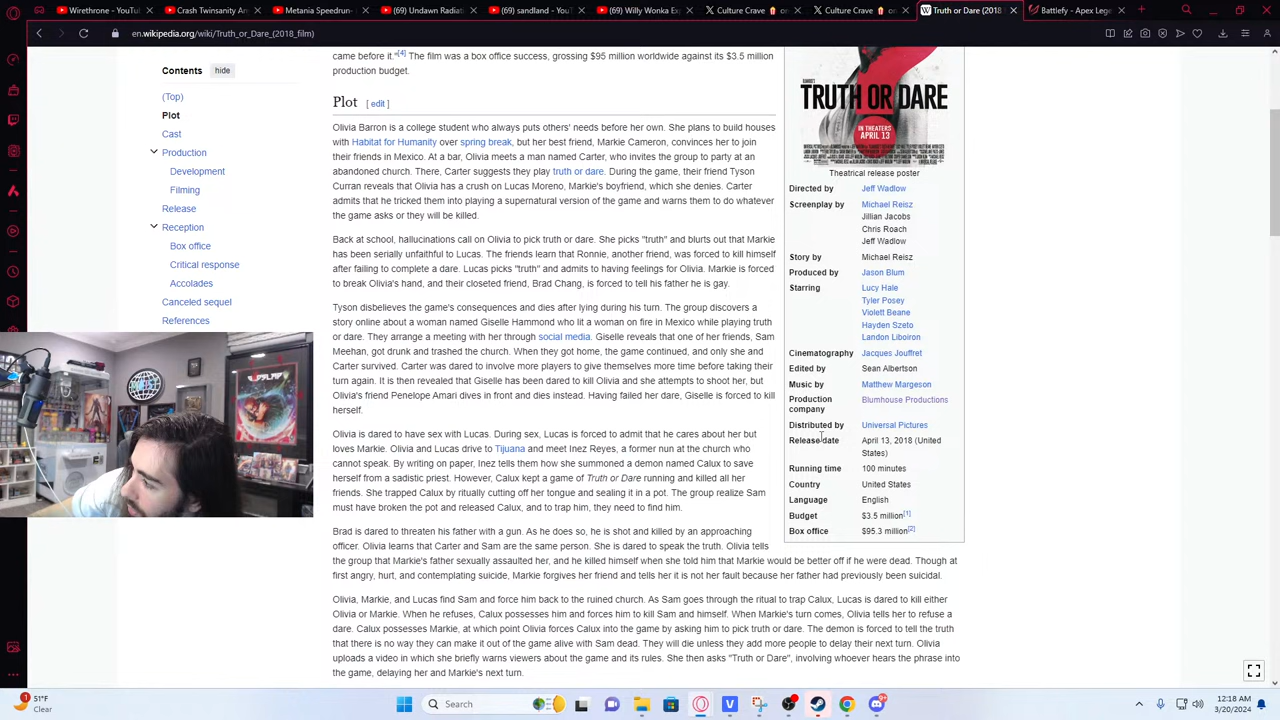 Wretched - YouTube
Crash Twinsanity Any
Metania Speedrun
(69) Undawn Radiat
(69) sandland - YouT
(69) Willy Wonka Exp
Wonka (2023) - Crazy
Truth or Dare (2018
Battlefy - Apex Lege
en.wikipedia.org/wiki/Truth_or_Dare_(2018_film)
Contents hide
(Top)
Plot
Cast
Production
Development
Filming
Release
Reception
Box office
Critical response
Accolades
Canceled sequel
References
came before it."[4] The film was a box office success, grossing $95 million worldwide against its $3.5 million
production budget.
Plot [ edit ]
Olivia Barron is a college student who always puts others' needs before her own. She plans to build houses
with Habitat for Humanity over spring break, but her best friend, Markie Cameron, convinces her to join
their friends in Mexico. At a bar, Olivia meets a man named Carter, who invites the group to party at an
abandoned church. There, Carter suggests they play truth or dare. During the game, their friend Tyson
Curran reveals that Olivia has a crush on Lucas Moreno, Markie's boyfriend, which she denies. Carter
admits that he tricked them into playing a supernatural version of the game and warns them to do whatever
the game asks or they will be killed.
Back at school, hallucinations call on Olivia to pick truth or dare. She picks "truth" and blurts out that Markie
has been serially unfaithful to Lucas. The friends learn that Ronnie, another friend, was forced to kill himself
after failing to complete a dare. Lucas picks "truth" and admits to having feelings for Olivia. Markie is forced
to break Olivia's hand, and their closeted friend, Brad Chang, is forced to tell his father he is gay.
Tyson disbelieves the game's consequences and dies after lying during his turn. The group discovers a
story online about a woman named Giselle Hammond who lit a woman on fire in Mexico while playing truth
or dare. They arrange a meeting with her through social media. Giselle reveals that one of her friends, Sam
Meehan, got drunk and trashed the church. When they got home, the game continued, and only she and
Carter survived. Carter was dared to involve more players to give themselves more time before taking their
turn again. It is then revealed that Giselle has been dared to kill Olivia and she attempts to shoot her, but
Olivia's friend Penelope Amari dives in front and dies instead. Having failed her dare, Giselle is forced to kill
herself.
Olivia is dared to have sex with Lucas. During sex, Lucas is forced to admit that he cares about her but
loves Markie. Olivia and Lucas drive to Tijuana and meet Inez Reyes, a former nun at the church who
cannot speak. By writing on paper, Inez tells them how she summoned a demon named Calux to save
herself from a sadistic priest. However, Calux kept a game of Truth or Dare running and killed all her
friends. She trapped Calux by ritually cutting off her tongue and sealing it in a pot. The group realize Sam
must have broken the pot and released Calux, and to trap him, they need to find him.
Brad is dared to threaten his father with a gun. As he does so, he is shot and killed by an approaching
officer. Olivia learns that Carter and Sam are the same person. She is dared to speak the truth. Olivia tells
the group that Markie's father sexually assaulted her, and he killed himself when she told him that Markie would be better off if he were dead. Though at
first angry, hurt, and contemplating suicide, Markie forgives her friend and tells her it is not her fault because her father had previously been suicidal.
Olivia, Markie, and Lucas find Sam and force him back to the ruined church. As Sam goes through the ritual to trap Calux, Lucas is dared to kill either
Olivia or Markie. When he refuses, Calux possesses him and forces him to kill Sam and himself. When Markie's turn comes, Olivia tells her to refuse a
dare. Calux possesses Markie, at which point Olivia forces Calux into the game by asking him to pick truth or dare. The demon is forced to tell the truth
that there is no way they can make it out of the game alive with Sam dead. They will die unless they add more people to delay their next turn. Olivia
uploads a video in which she briefly warns viewers about the game and its rules. She then asks "Truth or Dare", involving whoever hears the phrase into
the game, delaying her and Markie's next turn.
TRUTH OR DARE
IN THEATERS
APRIL 13
Theatrical release poster
Directed by Jeff Wadlow
Screenplay by Michael Reisz
Jillian Jacobs
Chris Roach
Jeff Wadlow
Story by Michael Reisz
Produced by Jason Blum
Starring Lucy Hale
Tyler Posey
Violett Beane
Hayden Szeto
Landon Liboiron
Cinematography Jacques Jouffret
Edited by Sean Albertson
Music by Matthew Margeson
Production Blumhouse Productions
company
Distributed by Universal Pictures
Release date April 13, 2018 (United
States)
Running time 100 minutes
Country United States
Language English
Budget $3.5 million[1]
Box office $95.3 million[2]
51°F
Clear
Search
12:18 AM
3/20/2024